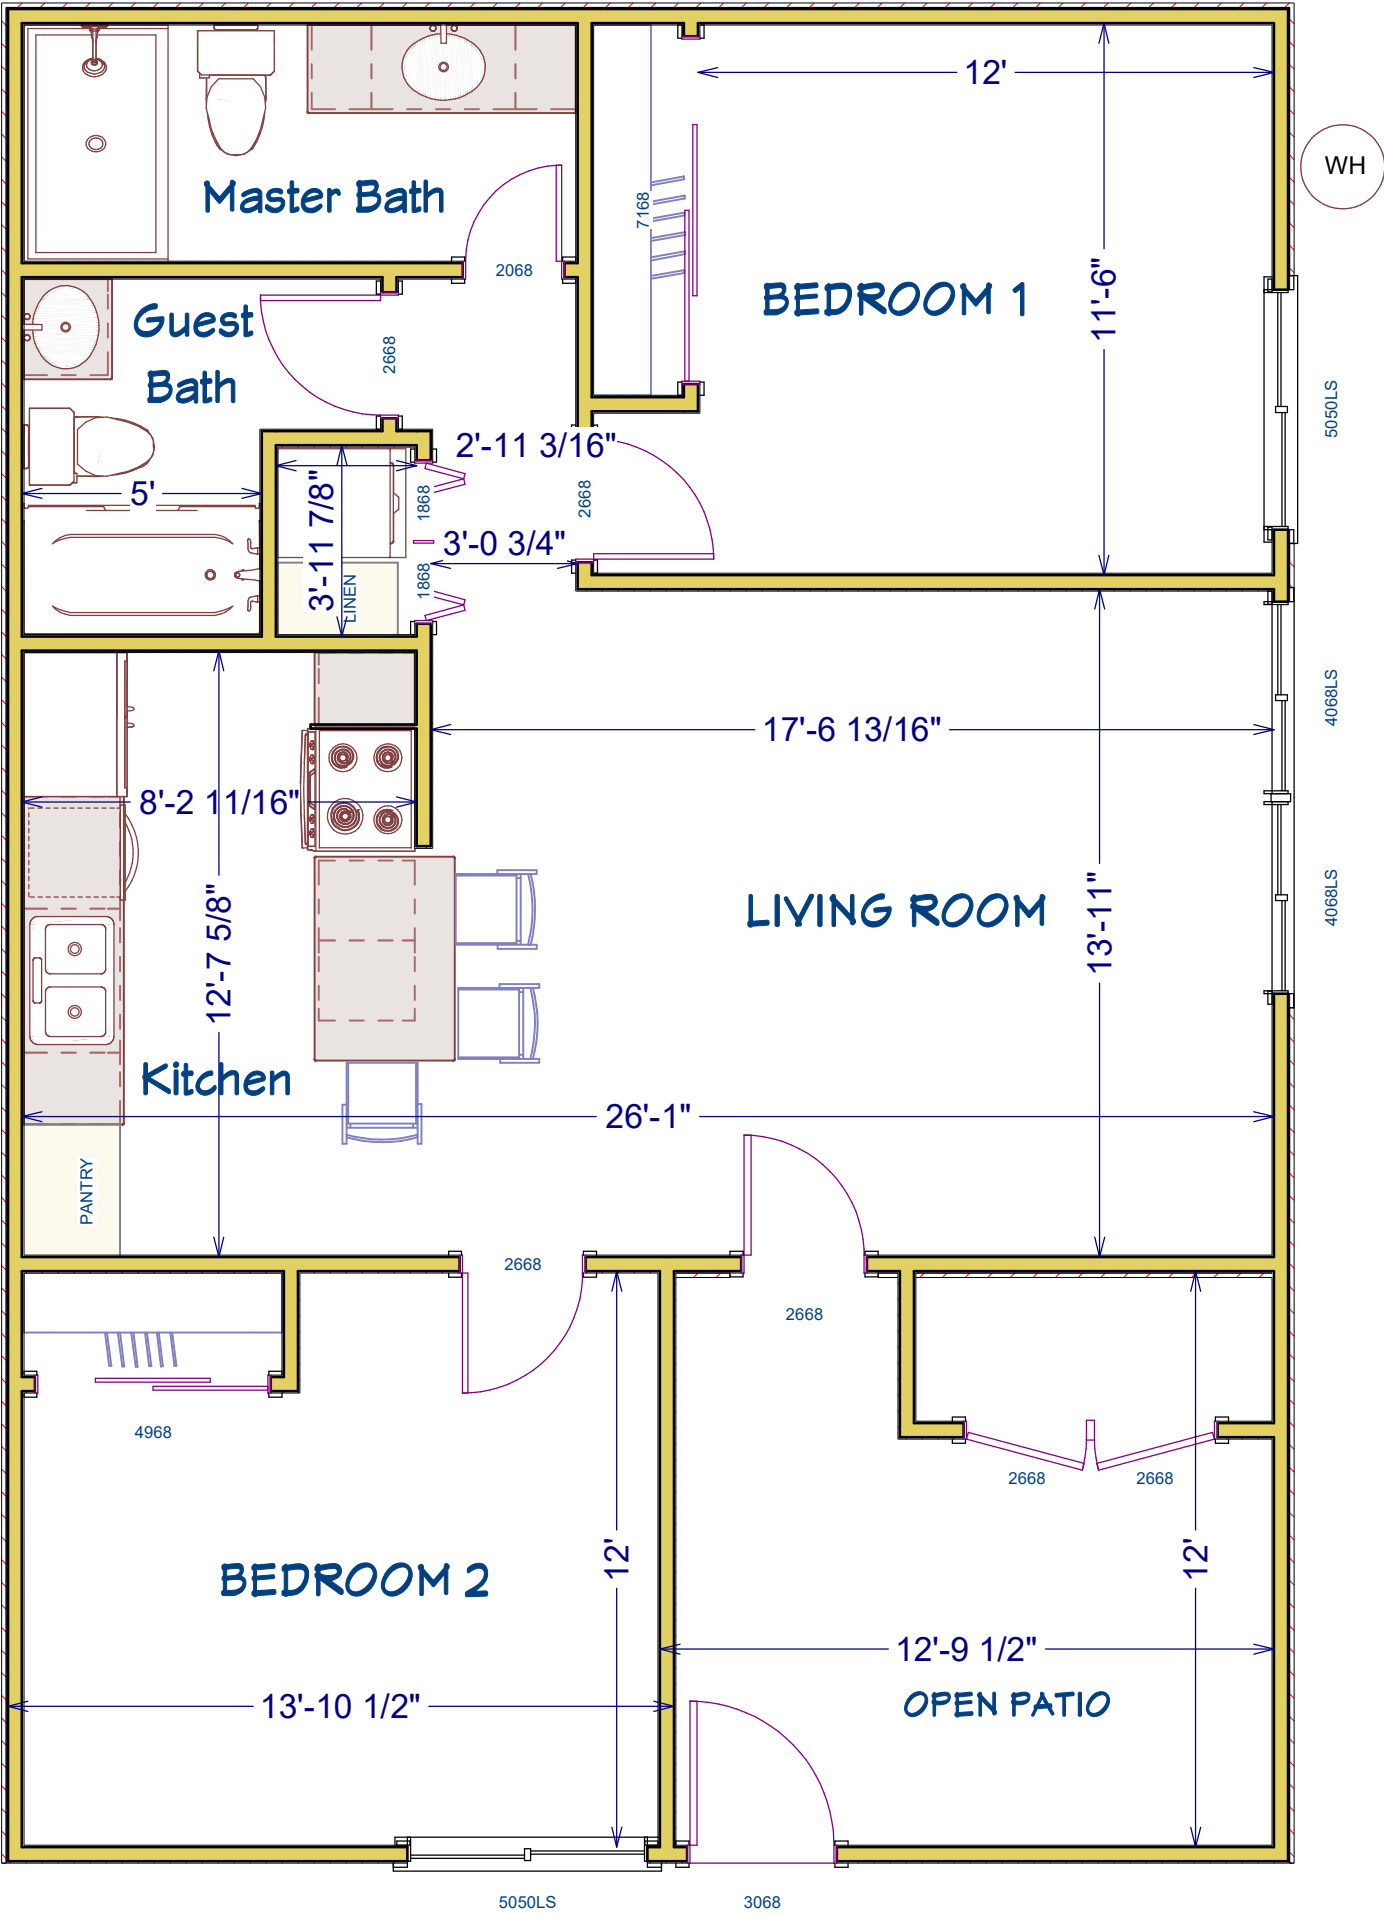 12'
WH
Master Bath
7168
2068
11'-6"
BEDROOM 1
Guest
Bath
2668
5050LS
2'-11 3/16"
5'
3'-11 7/8"
1868
2668
3'-0 3/4"
1868
LINEN
4068LS
17'-6 13/16"
8'-2 11/16"
12'-7 5/8"
LIVING ROOM
13'-11"
4068LS
Kitchen
26'-1"
PANTRY
2668
2668
4968
2668
2668
BEDROOM 2
12'
12'
12'-9 1/2"
13'-10 1/2"
OPEN PATIO
5050LS
3068